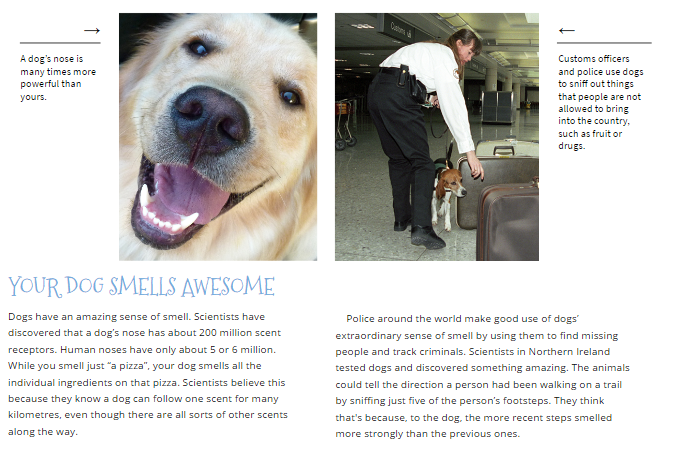 →
A dog's nose is
many times more
powerful than
yours.
Customs
←
Customs officers
and police use dogs
to sniff out things
that people are not
allowed to bring
into the country,
such as fruit or
drugs.
YOUR DOG SMELLS AWESOME
Dogs have an amazing sense of smell. Scientists have
discovered that a dog's nose has about 200 million scent
receptors. Human noses have only about 5 or 6 million.
While you smell just “a pizza”, your dog smells all the
individual ingredients on that pizza. Scientists believe this
because they know a dog can follow one scent for many
kilometres, even though there are all sorts of other scents
along the way.
Police around the world make good use of dogs'
extraordinary sense of smell by using them to find missing
people and track criminals. Scientists in Northern Ireland
tested dogs and discovered something amazing. The animals
could tell the direction a person had been walking on a trail
by sniffing just five of the person's footsteps. They think
that's because, to the dog, the more recent steps smelled
more strongly than the previous ones.